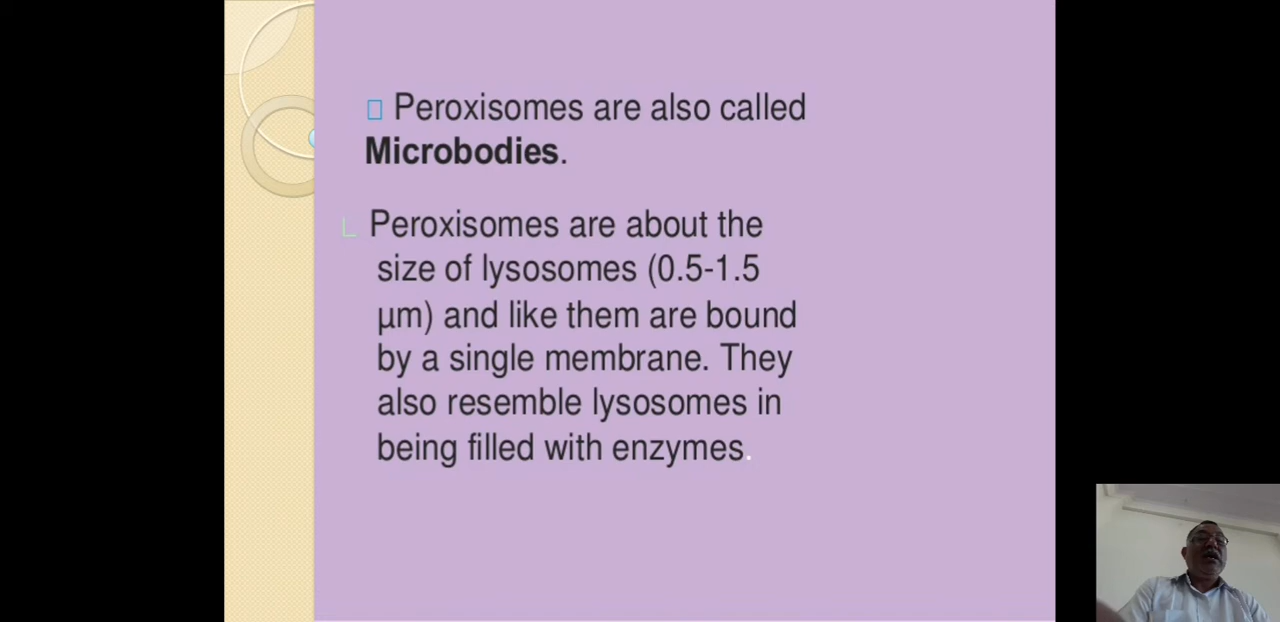 Peroxisomes are also called
Microbodies.
Peroxisomes are about the
size of lysosomes (0.5-1.5
µm) and like them are bound
by a single membrane. They
also resemble lysosomes in
being filled with enzymes.